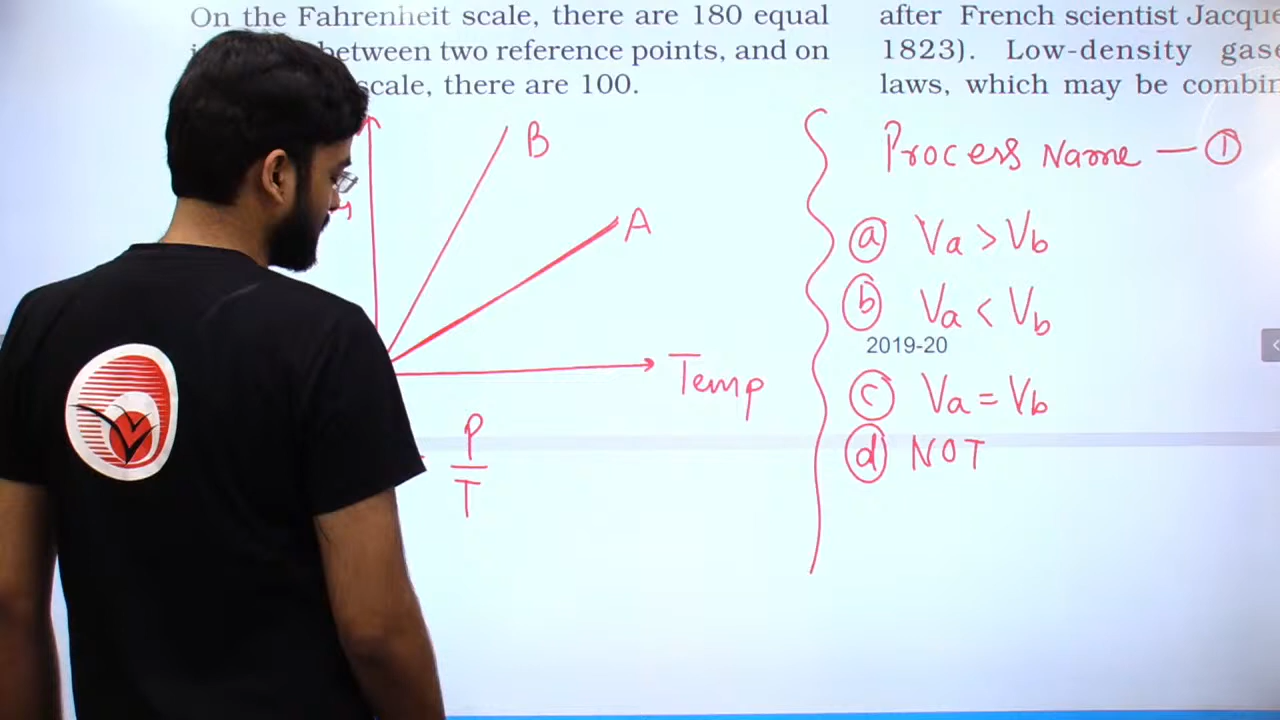 On the Fahrenheit scale, there are 180 equal
between two reference points, and on
scale, there are 100.
after French scientist Jacque
1823). Low-density gase
laws, which may be combin
B
A
Temp
P
T
Process Name — ①
ⓐ Va > Vb
ⓑ Va < Vb
2019-20
ⓒ Va = Vb
ⓓ NOT